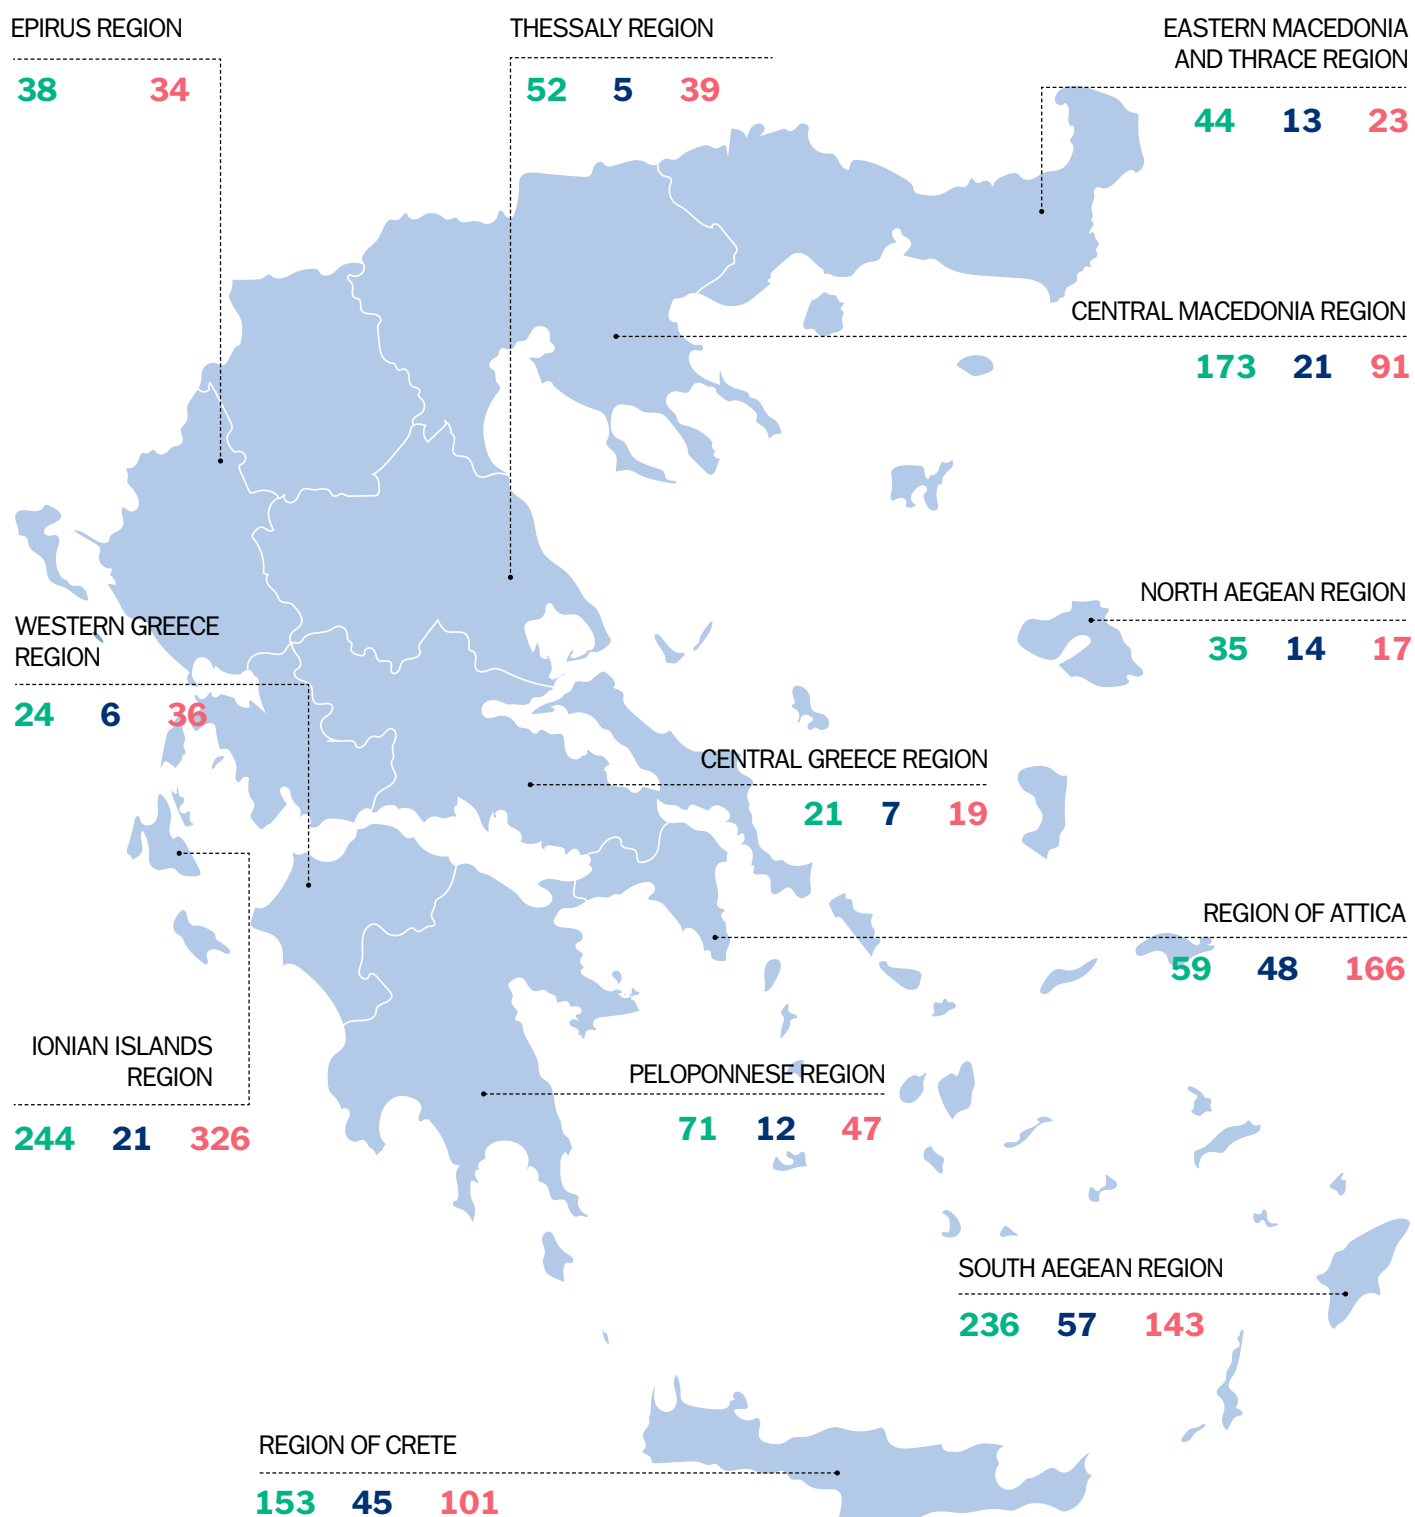 EPIRUS REGION
38 34
THESSALY REGION
52 5 39
EASTERN MACEDONIA
AND THRACE REGION
44 13 23
CENTRAL MACEDONIA REGION
173 21 91
NORTH AEGEAN REGION
35 14 17
WESTERN GREECE
REGION
24 6 36
CENTRAL GREECE REGION
21 7 19
REGION OF ATTICA
59 48 166
IONIAN ISLANDS
REGION
244 21 326
PELOPONNESE REGION
71 12 47
SOUTH AEGEAN REGION
236 57 143
REGION OF CRETE
153 45 101